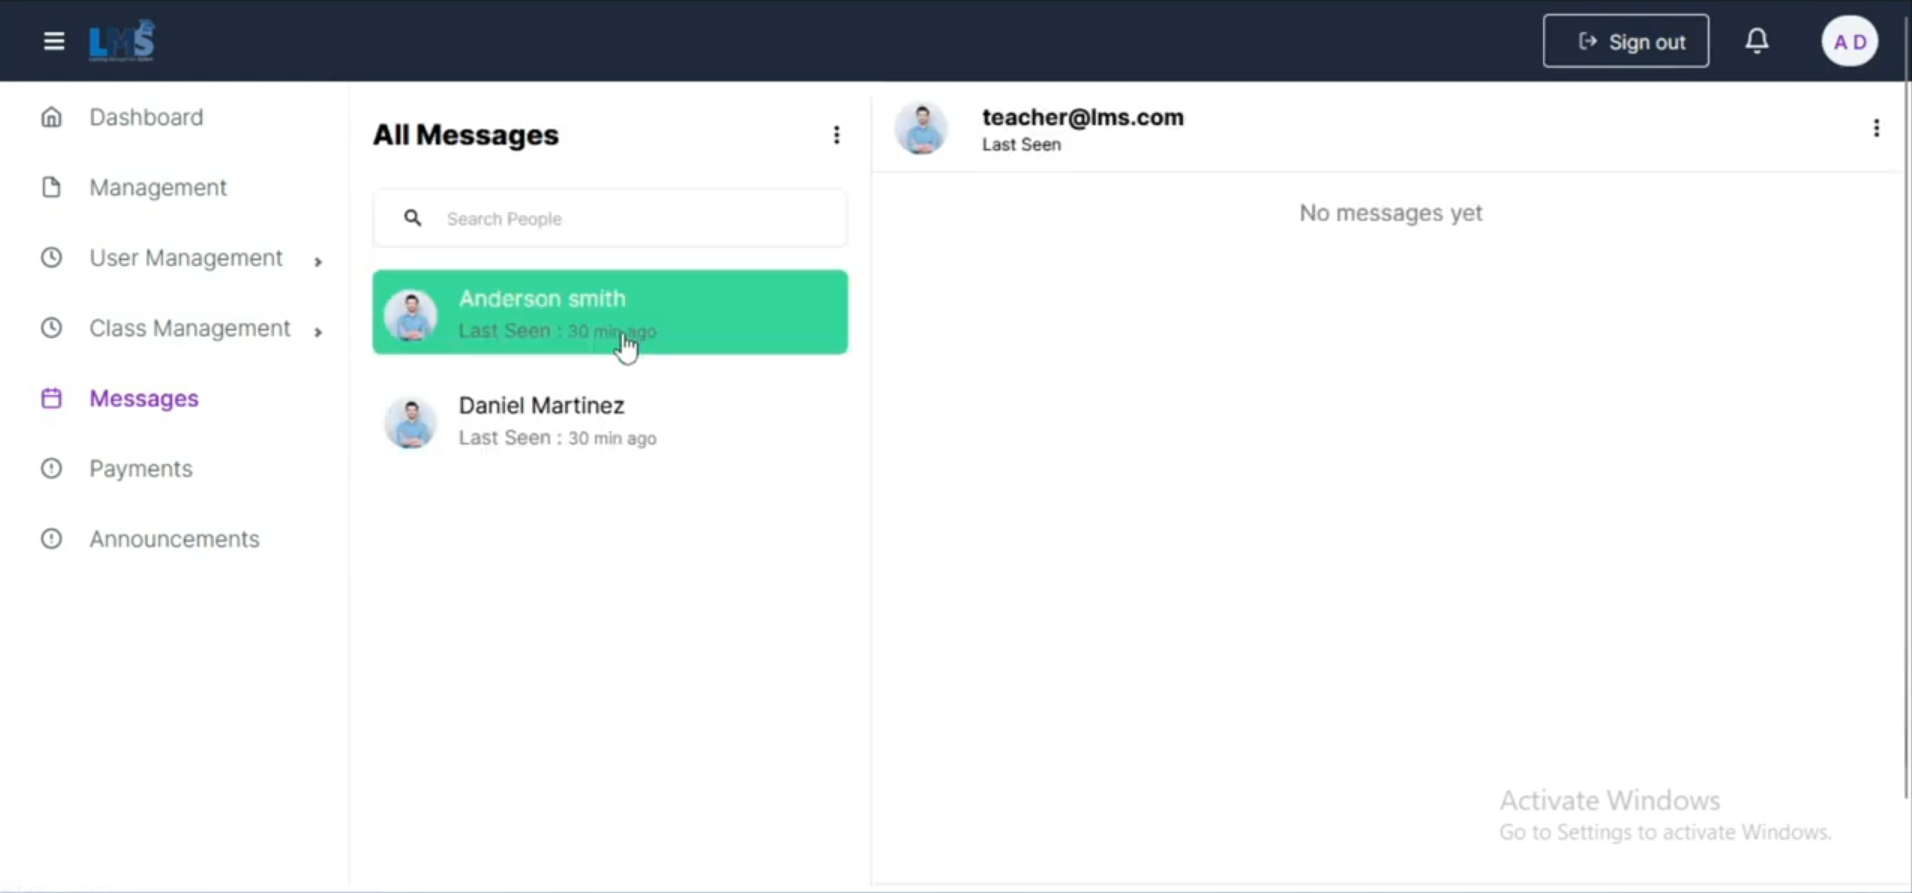 LMS
Sign out
A D
Dashboard
Management
User Management
Class Management
Messages
Payments
Announcements
All Messages
Search People
Anderson smith
Last Seen : 30 min ago
Daniel Martinez
Last Seen : 30 min ago
teacher@lms.com
Last Seen
No messages yet
Activate Windows
Go to Settings to activate Windows.